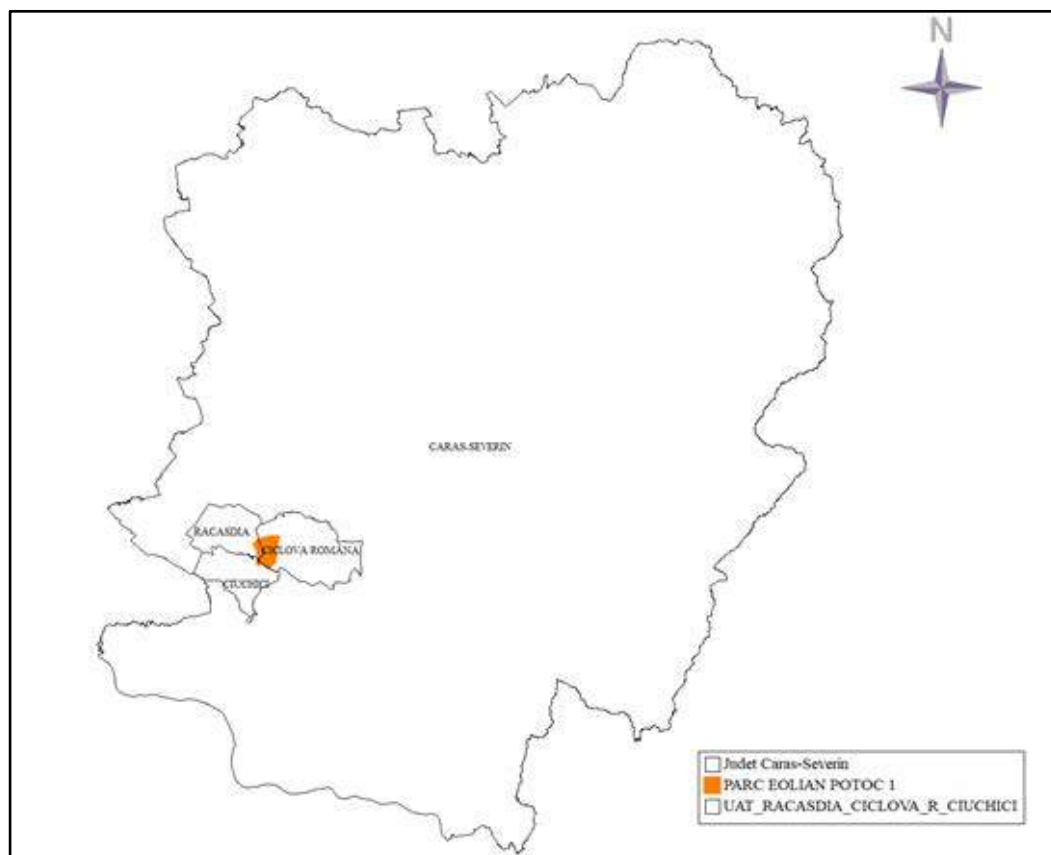 N
CARAS-SEVERIN
RACASDIA
CICLOVA ROMANA
CIUCHICI
Judet Caras-Severin
PARC EOLIAN POTOC 1
UAT_RACASDIA_CICLOVA_R_CIUCHICI